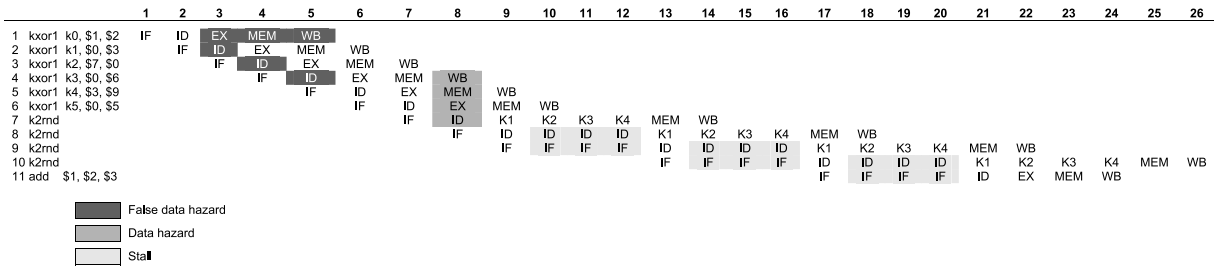 1 2 3 4 5 6 7 8 9 10 11 12 13 14 15 16 17 18 19 20 21 22 23 24 25 26
1 kxor1 k0, $1, $2 IF ID EX MEM WB
2 kxor1 k1, $0, $3 IF ID EX MEM WB
3 kxor1 k2, $7, $0 IF ID EX MEM WB
4 kxor1 k3, $0, $6 IF ID EX MEM WB
5 kxor1 k4, $3, $9 IF ID EX MEM WB
6 kxor1 k5, $0, $5 IF ID EX MEM WB
7 k2rnd IF ID K1 K2 K3 K4 MEM WB
8 k2rnd IF ID ID ID ID K1 K2 K3 K4 MEM WB
9 k2rnd IF IF IF IF ID ID ID ID K1 K2 K3 K4 MEM WB
10 k2rnd IF IF IF IF ID ID ID ID K1 K2 K3 K4 MEM WB
11 add $1, $2, $3 IF IF IF IF ID EX MEM WB
False data hazard
Data hazard
Stall